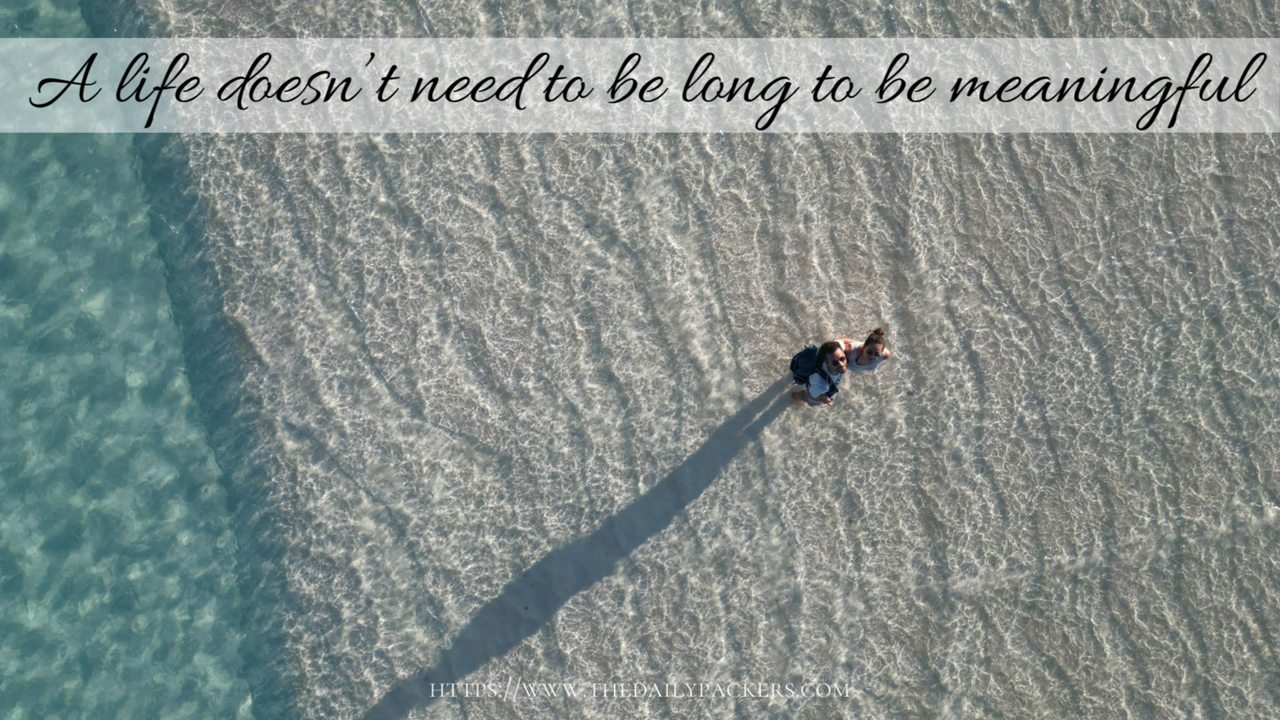 A life doesn't need to be long to be meaningful
HTTPS://WWW.THEDAILYPACKERS.COM